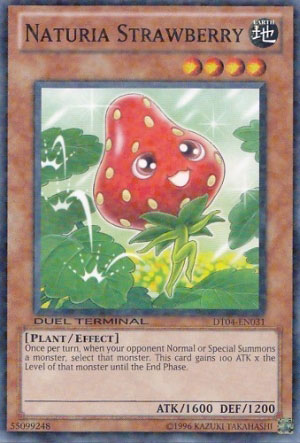 NATURIA STRAWBERRY
EARTH
地
DUEL TERMINAL
DT04-EN031
[PLANT/EFFECT]
Once per turn, when your opponent Normal or Special Summons
a monster, select that monster. This card gains 100 ATK x the
Level of that monster until the End Phase.
ATK/1600 DEF/1200
55099248
©1996 KAZUKI TAKAHASHI